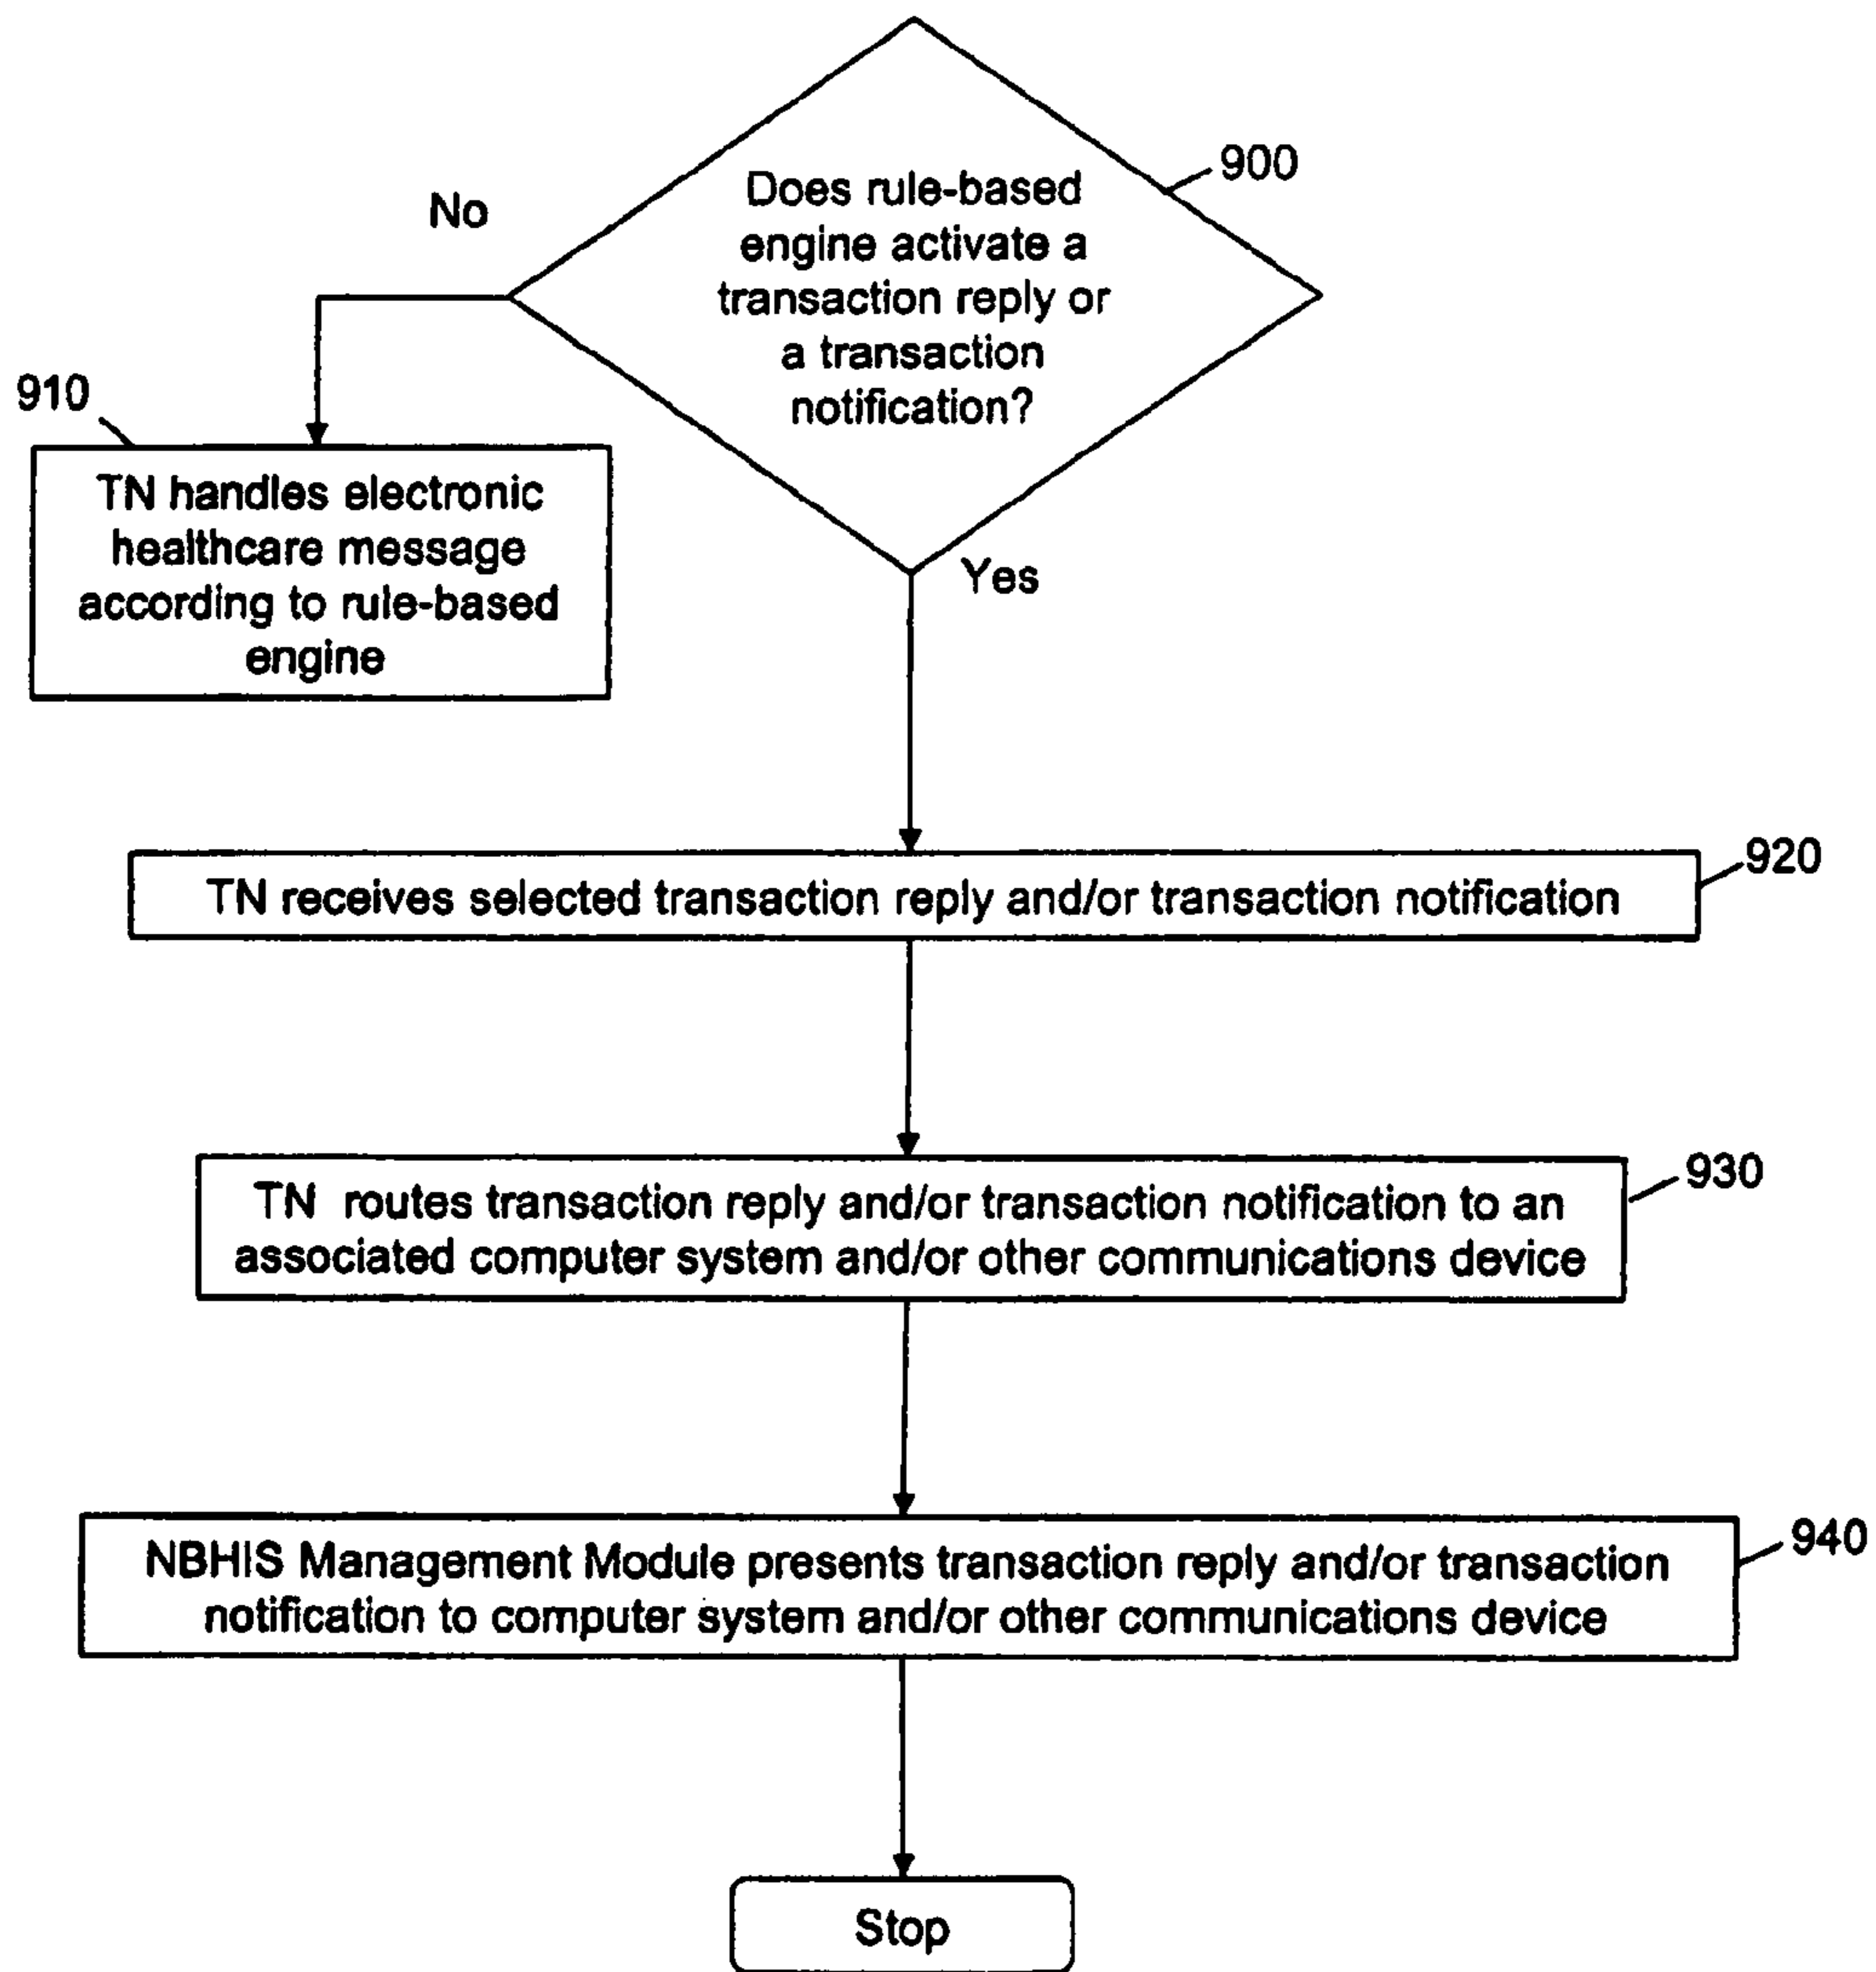 900
Does rule-based
engine activate a
transaction reply or
a transaction
notification?
No
Yes
910
TN handles electronic
healthcare message
according to rule-based
engine
920
TN receives selected transaction reply and/or transaction notification
930
TN routes transaction reply and/or transaction notification to an
associated computer system and/or other communications device
940
NBHIS Management Module presents transaction reply and/or transaction
notification to computer system and/or other communications device
Stop